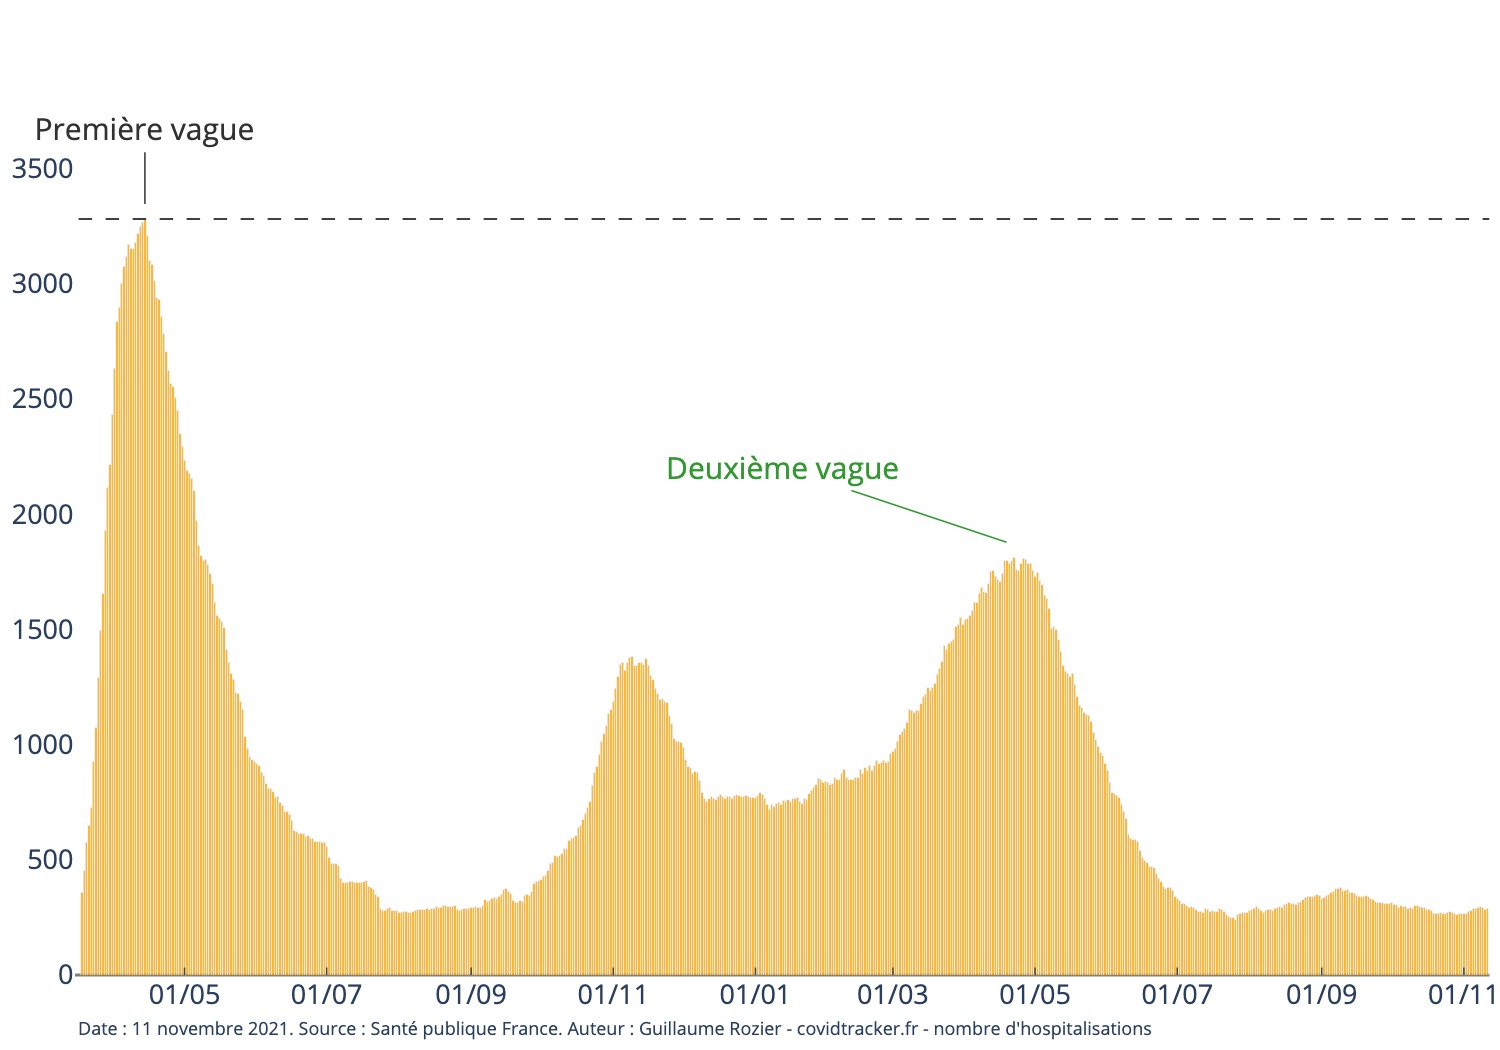 Première vague
3500
3000
2500
Deuxième vague
2000
1500
1000
500
0
01/05 01/07 01/09 01/11 01/01 01/03 01/05 01/07 01/09 01/11
Date : 11 novembre 2021. Source : Santé publique France. Auteur : Guillaume Rozier - covidtracker.fr - nombre d'hospitalisations